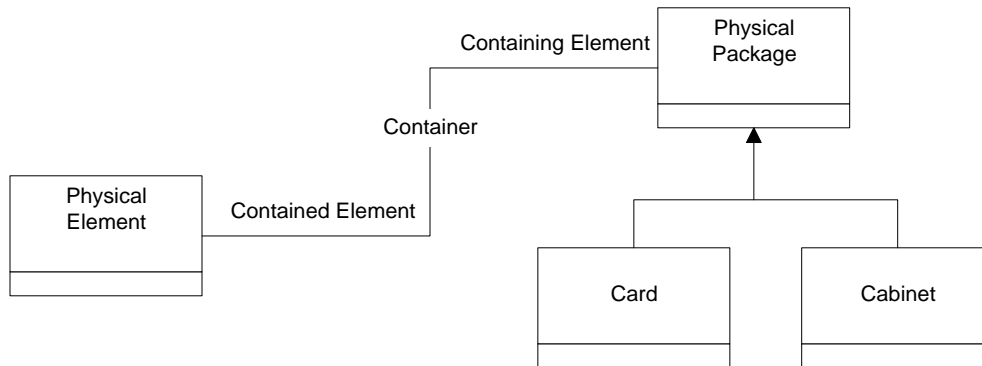 Physical
Package
Containing Element
Container
Physical
Element
Contained Element
Card
Cabinet